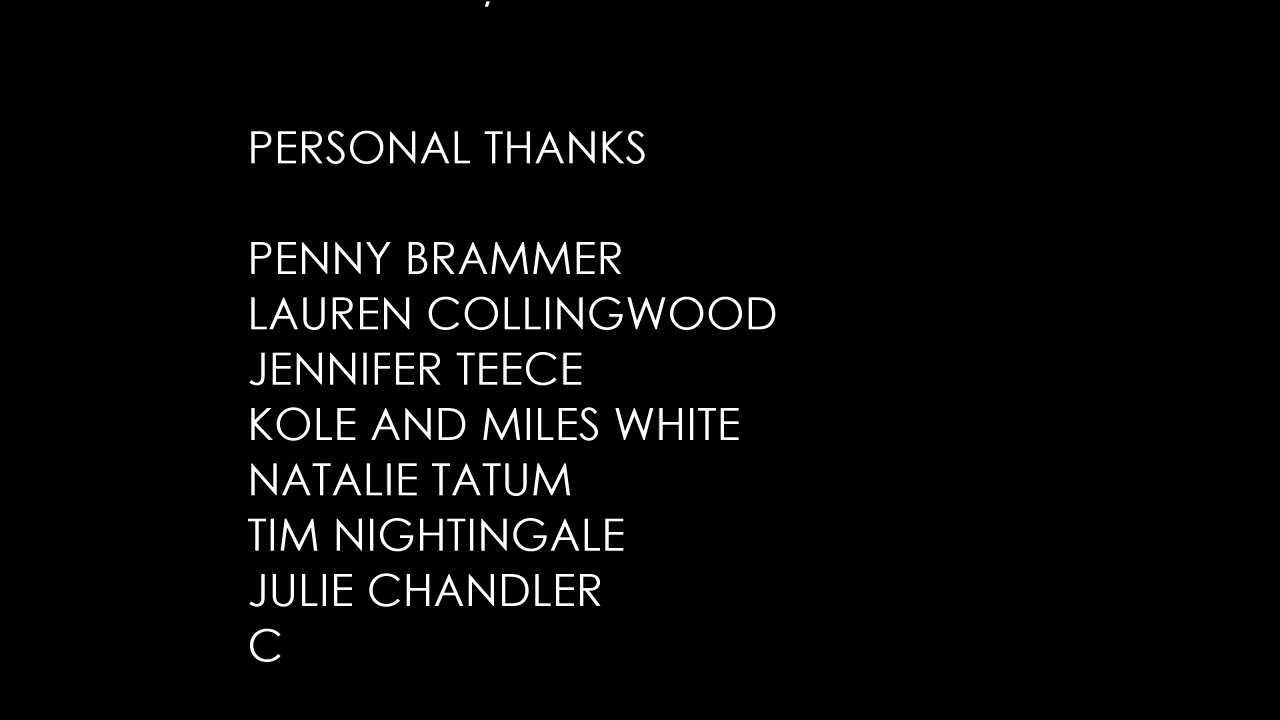 PERSONAL THANKS
PENNY BRAMMER
LAUREN COLLINGWOOD
JENNIFER TEECE
KOLE AND MILES WHITE
NATALIE TATUM
TIM NIGHTINGALE
JULIE CHANDLER
C